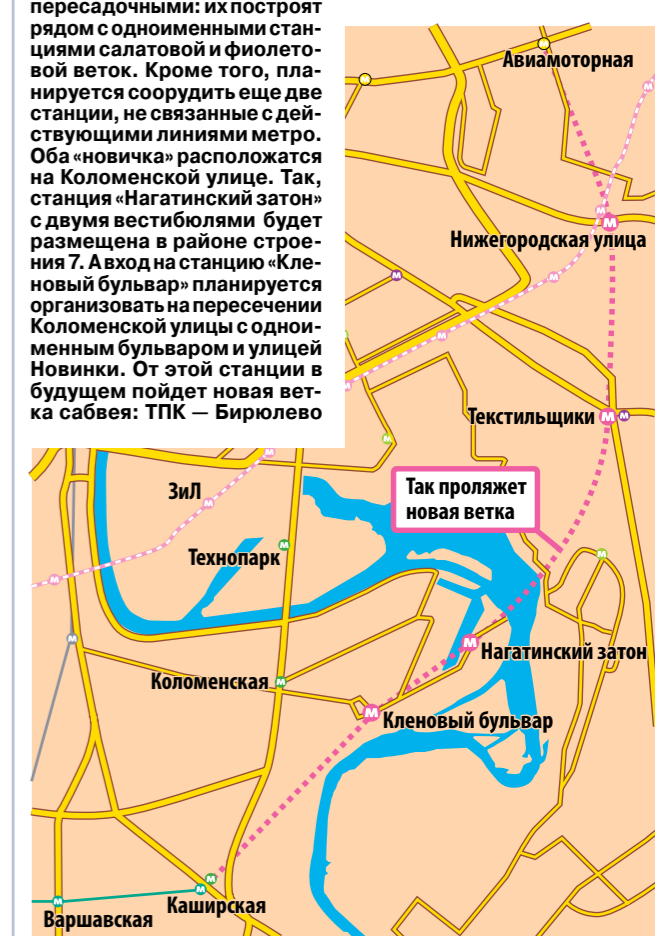 пересадочными: их построят
рядом с одноименными стан-
циями салатовой и фиолето-
вой веток. Кроме того, пла-
нируется соорудить еще две
станции, не связанные с дей-
ствующими линиями метро.
Оба «новичка» расположатся
на Коломенской улице. Так,
станция «Нагатинский затон»
с двумя вестибюлями будет
размещена в районе строе-
ния 7. А вход на станцию «Кле-
новый бульвар» планируется
организовать на пересечении
Коломенской улицы с одно-
именным бульваром и улицей
Новинки. От этой станции в
будущем пойдет новая вет-
ка сабвея: ТПК — Бирюлево
Авиамоторная
Нижегородская улица
Текстильщики
Так проляжет
новая ветка
ЗиЛ
Технопарк
Нагатинский затон
Коломенская
Кленовый бульвар
Каширская
Варшавская